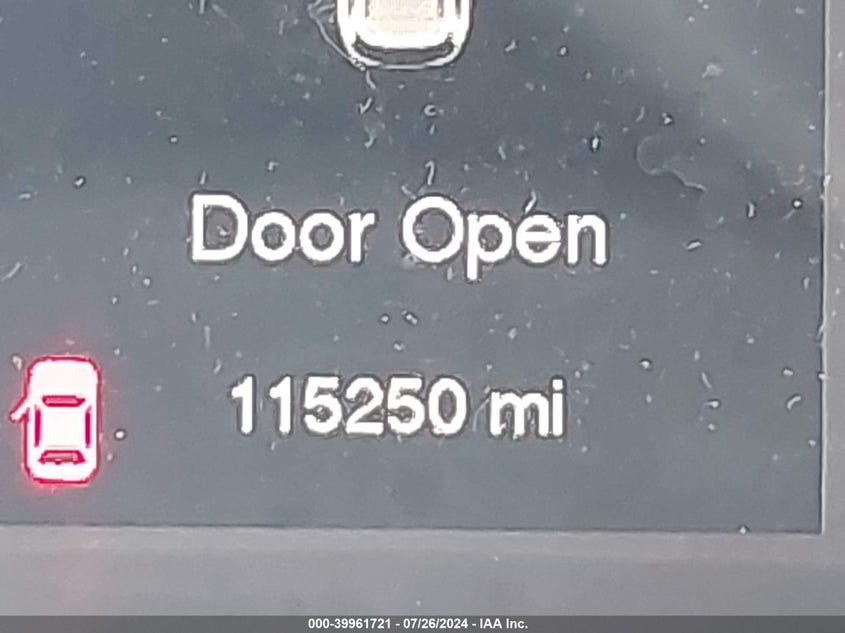 Door Open
115250 mi
000-39961721 - 07/26/2024 - IAA Inc.